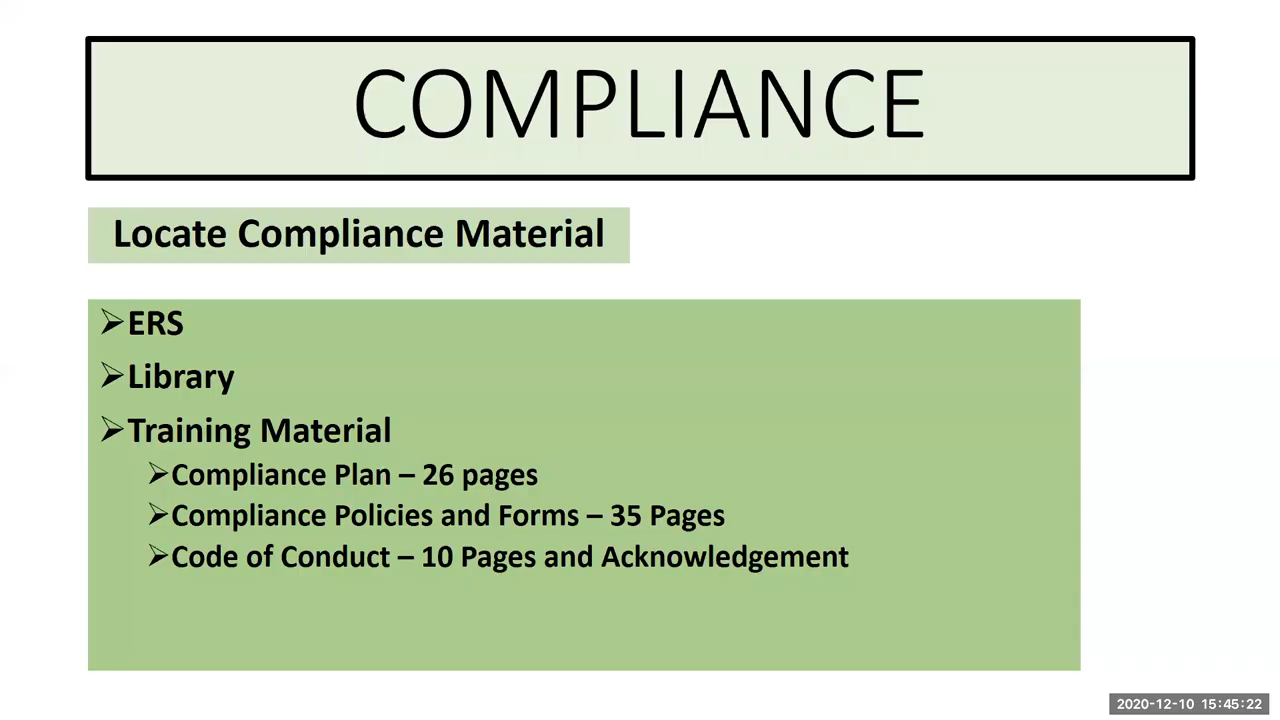 COMPLIANCE
Locate Compliance Material
➢ERS
➢Library
➢Training Material
➢Compliance Plan – 26 pages
➢Compliance Policies and Forms – 35 Pages
➢Code of Conduct – 10 Pages and Acknowledgement
2020-12-10 15:45:22